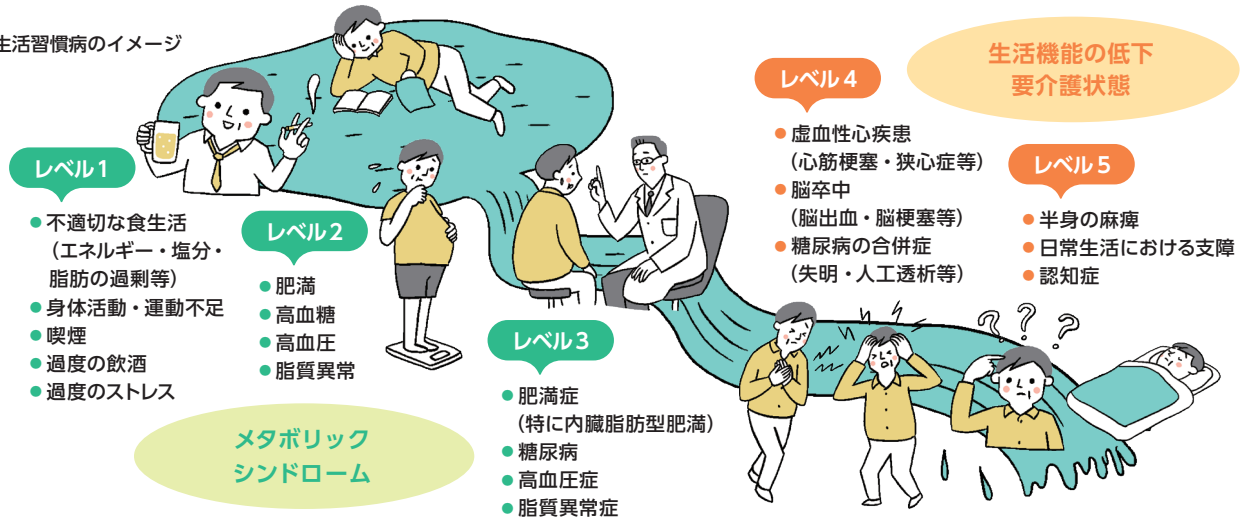 生活習慣病のイメージ
レベル1
●不適切な食生活
(エネルギー・塩分・
脂肪の過剰等)
●身体活動・運動不足
●喫煙
●過度の飲酒
●過度のストレス
レベル2
●肥満
●高血糖
●高血圧
●脂質異常
メタボリック
シンドローム
レベル3
●肥満症
(特に内臓脂肪型肥満)
●糖尿病
●高血圧症
●脂質異常症
レベル4
●虚血性心疾患
(心筋梗塞・狭心症等)
●脳卒中
(脳出血・脳梗塞等)
●糖尿病の合併症
(失明・人工透析等)
生活機能の低下
要介護状態
レベル5
●半身の麻痺
●日常生活における支障
●認知症
? ? ?